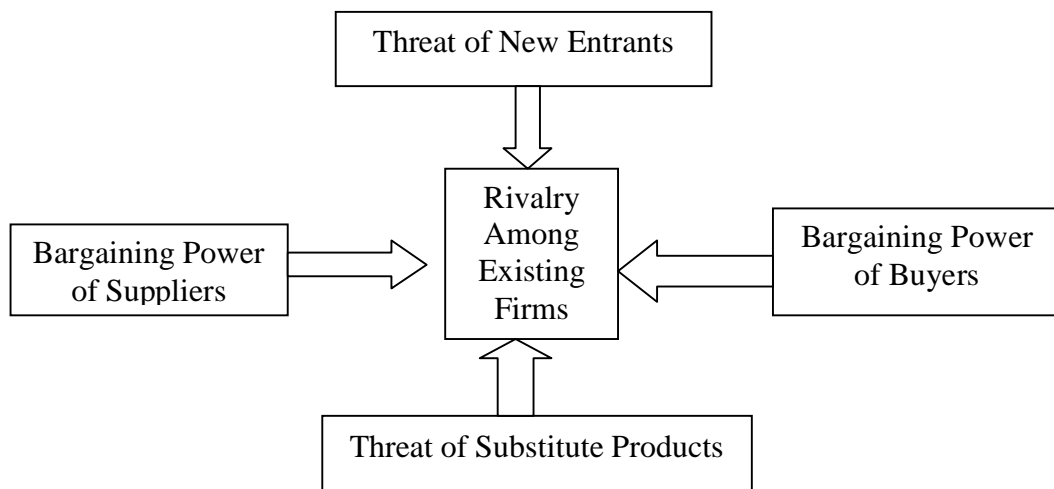 Threat of New Entrants
Rivalry
Among
Existing
Firms
Bargaining Power
of Suppliers
Bargaining Power
of Buyers
Threat of Substitute Products